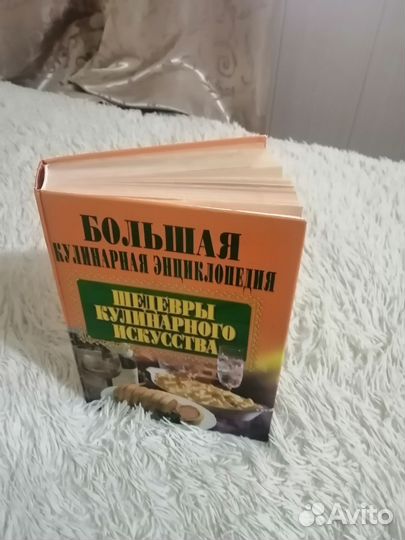 БОЛЬШАЯ
КУЛИНАРНАЯ ЭНЦИКЛОПЕДИЯ
ШЕДЕВРЫ
КУЛИНАРНОГО
ИСКУССТВА
Avito